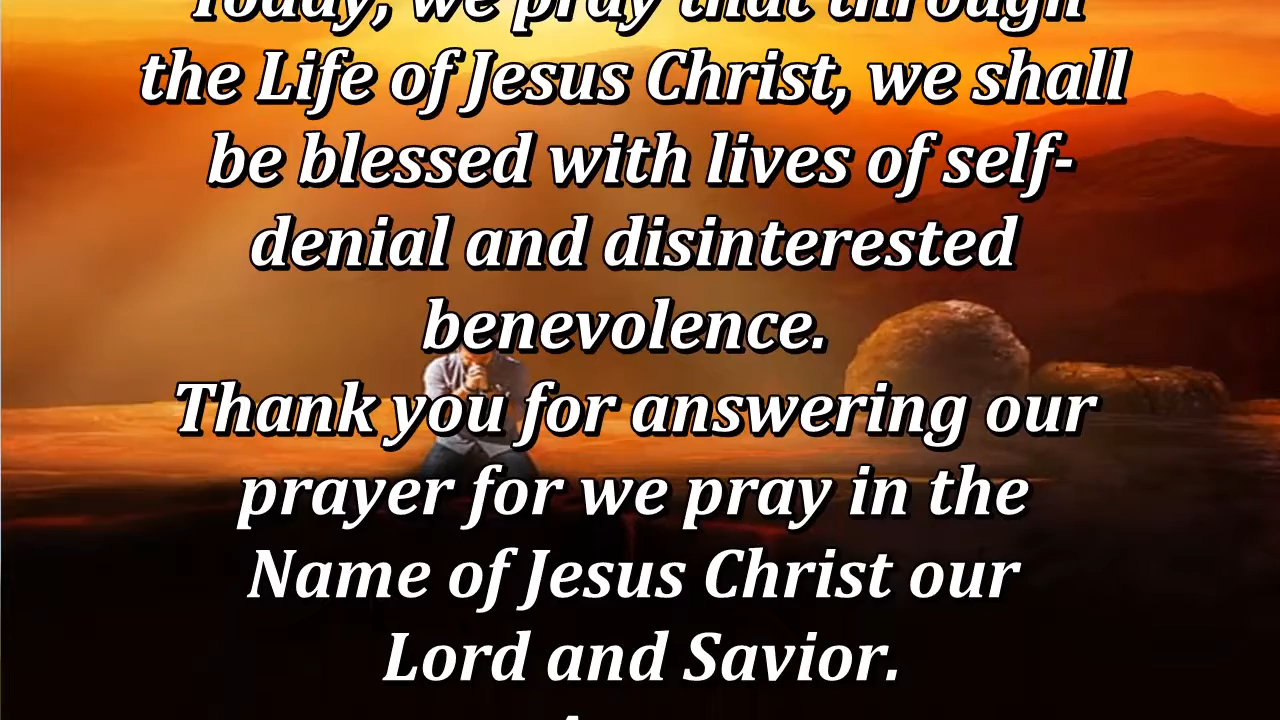 Today, we pray that through
the Life of Jesus Christ, we shall
be blessed with lives of self-
denial and disinterested
benevolence.
Thank you for answering our
prayer for we pray in the
Name of Jesus Christ our
Lord and Savior.